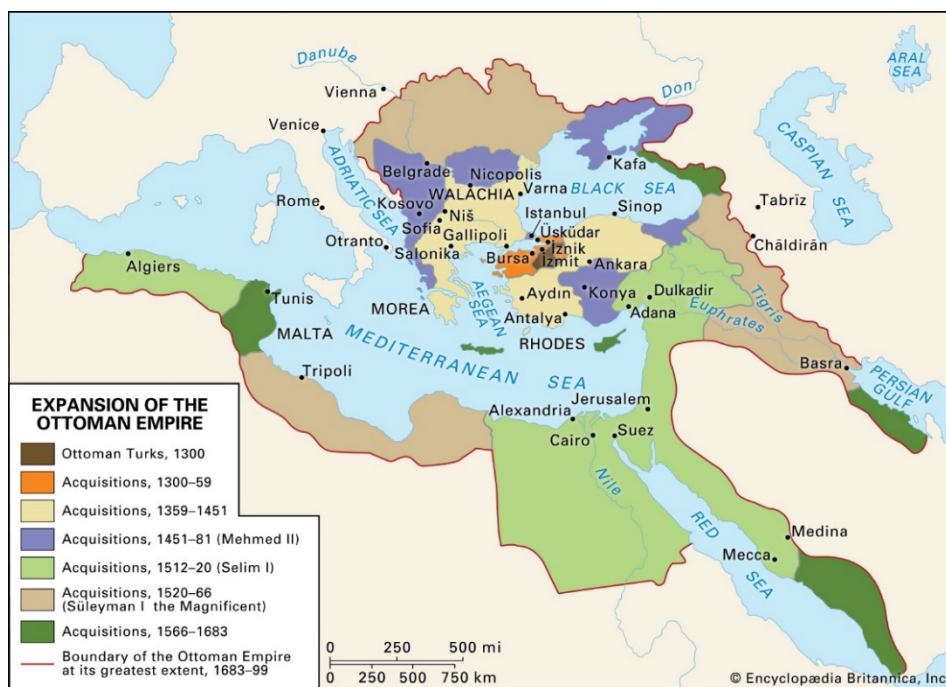 Danube
Vienna
Venice
ADRIATIC SEA
Rome
Otranto
Belgrade
Nicopolis
WALACHIA
Varna
Kosovo
Niš
Sofia
Gallipoli
Salonika
Istanbul
Üsküdar
İznik
İzmit
Bursa
Ankara
BLACK SEA
Sinop
Kafa
Don
ARAL
SEA
CASPIAN
SEA
Tabrīz
Chāldirān
Algiers
Tunis
MALTA
Tripoli
MOREA
AEGEAN
SEA
Aydın
Antalya
Konya
Dulkadir
Adana
Euphrates
Tigris
RHODES
MEDITERRANEAN SEA
Basra
PERSIAN
GULF
Jerusalem
Alexandria
Cairo
Suez
Nile
RED
SEA
Medina
Mecca
EXPANSION OF THE
OTTOMAN EMPIRE
Ottoman Turks, 1300
Acquisitions, 1300–59
Acquisitions, 1359–1451
Acquisitions, 1451–81 (Mehmed II)
Acquisitions, 1512–20 (Selim I)
Acquisitions, 1520–66
(Süleyman I the Magnificent)
Acquisitions, 1566–1683
Boundary of the Ottoman Empire
at its greatest extent, 1683–99
0 250 500 mi
0 250 500 750 km
© Encyclopædia Britannica, Inc